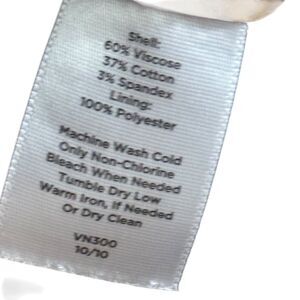 Shell:
60% Viscose
37% Cotton
3% Spandex
Lining:
100% Polyester
Machine Wash Cold
Only Non-Chlorine
Bleach When Needed
Tumble Dry Low
Warm Iron, If Needed
Or Dry Clean
VN300
10/10